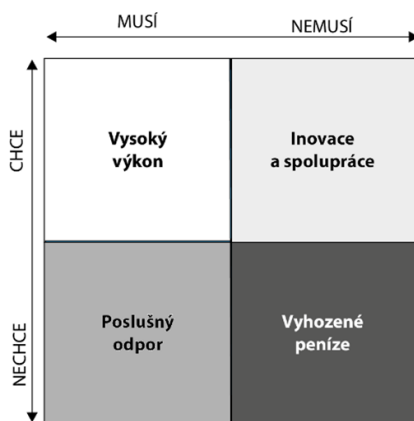 MUSÍ
NEMUSÍ
CHCE
Vysoký
výkon
Inovace
a spolupráce
NECHCE
Poslušný
odpor
Vyhozené
peníze